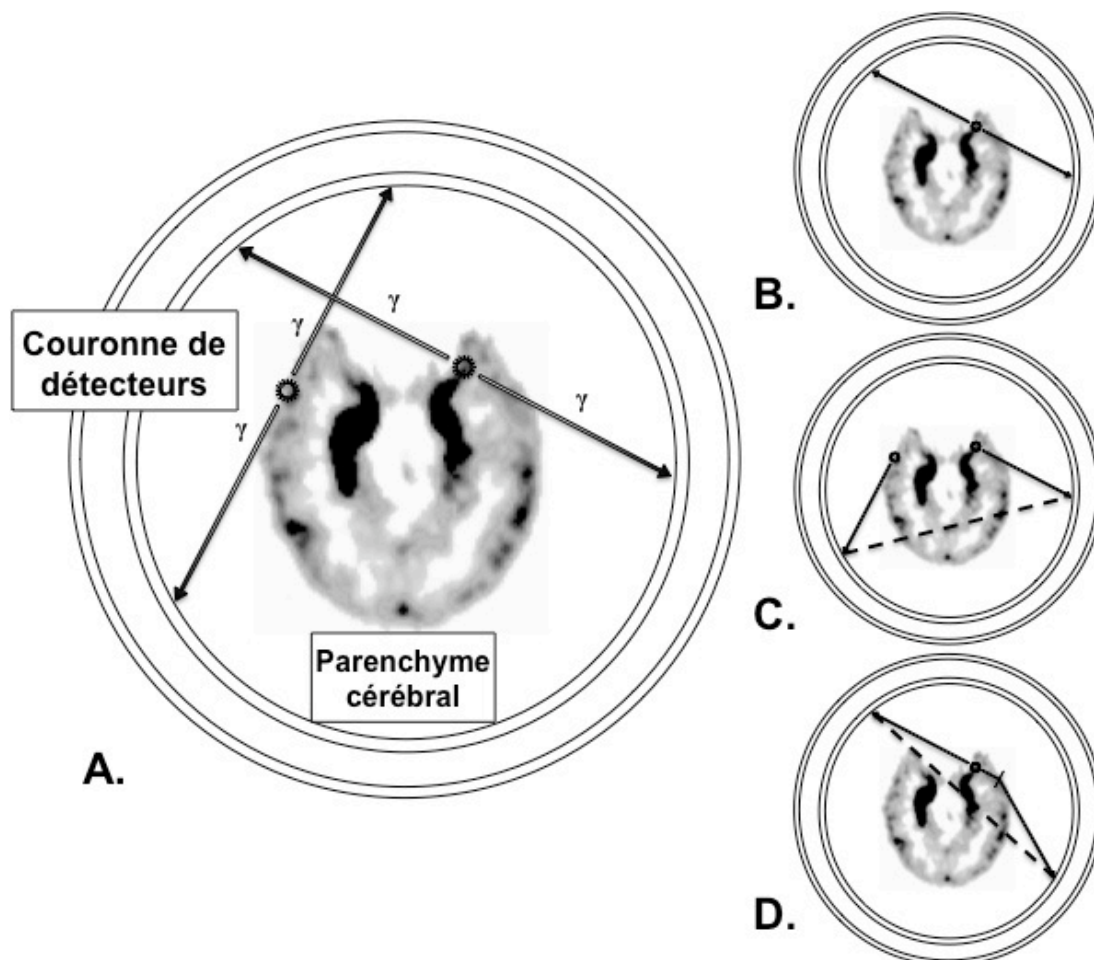 γ
γ
Couronne de
détecteurs
γ
γ
Parenchyme
cérébral
A.
B.
C.
D.